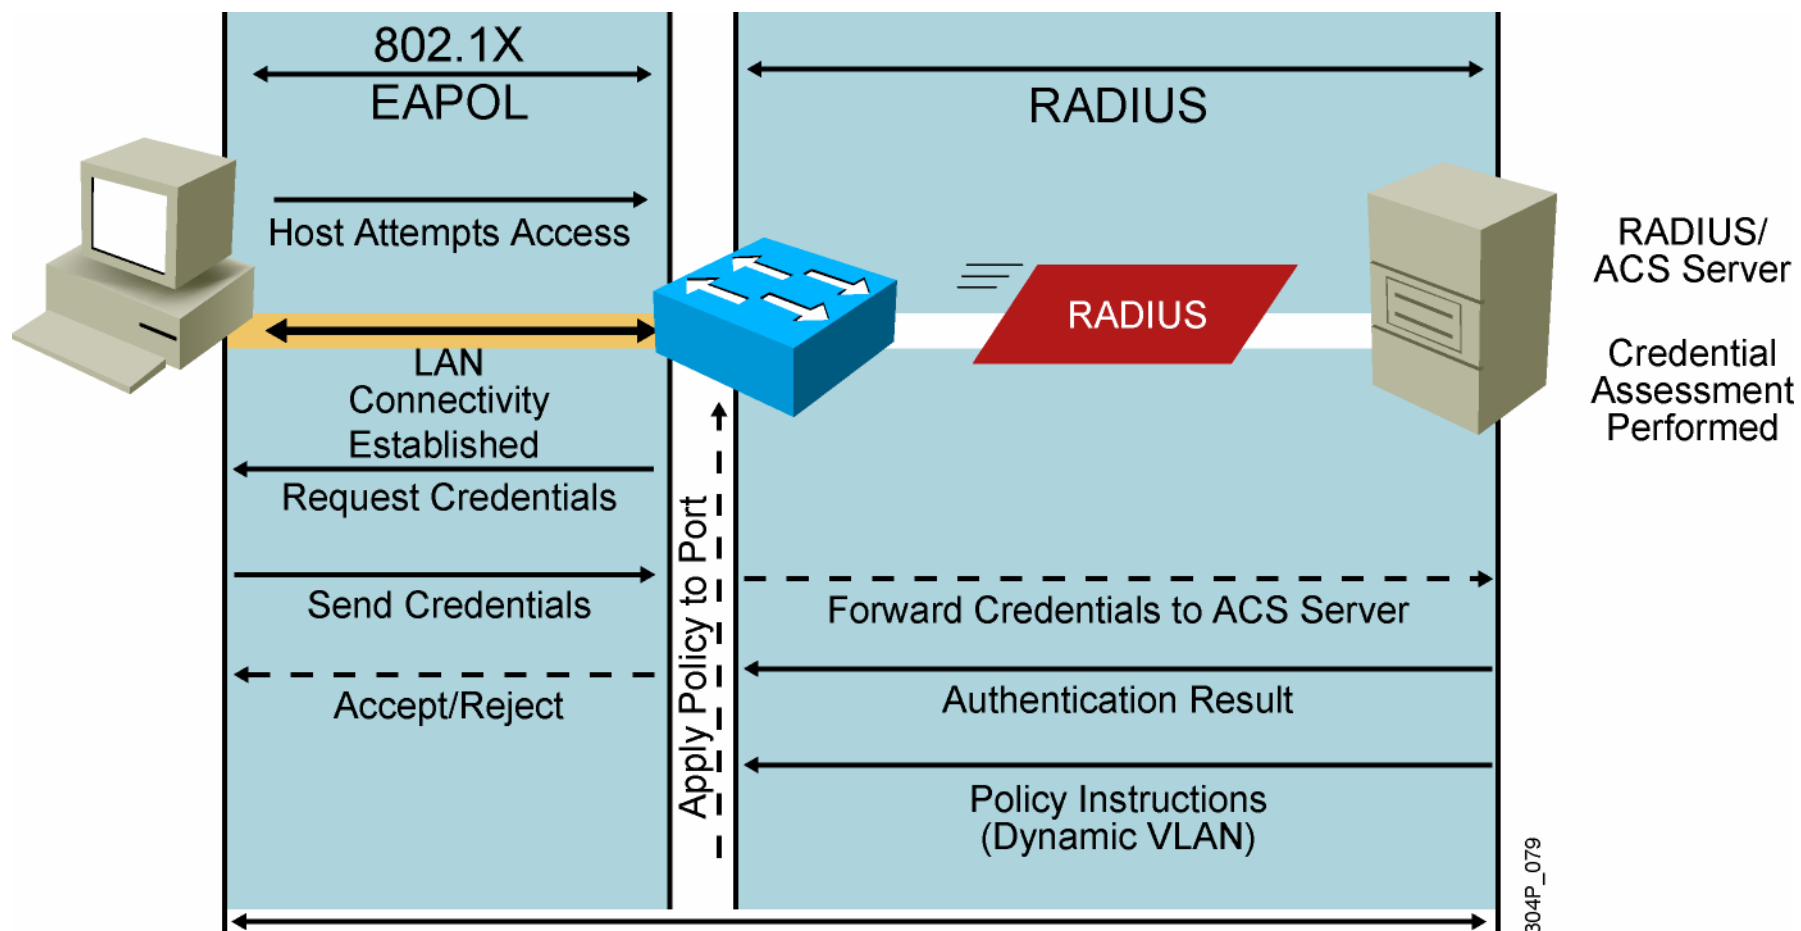 802.1X
EAPOL
RADIUS
Host Attempts Access
RADIUS
RADIUS/
ACS Server
LAN
Connectivity
Established
Credential
Assessment
Performed
Request Credentials
Apply Policy to Port
Send Credentials
Forward Credentials to ACS Server
Accept/Reject
Authentication Result
Policy Instructions
(Dynamic VLAN)
304P_079